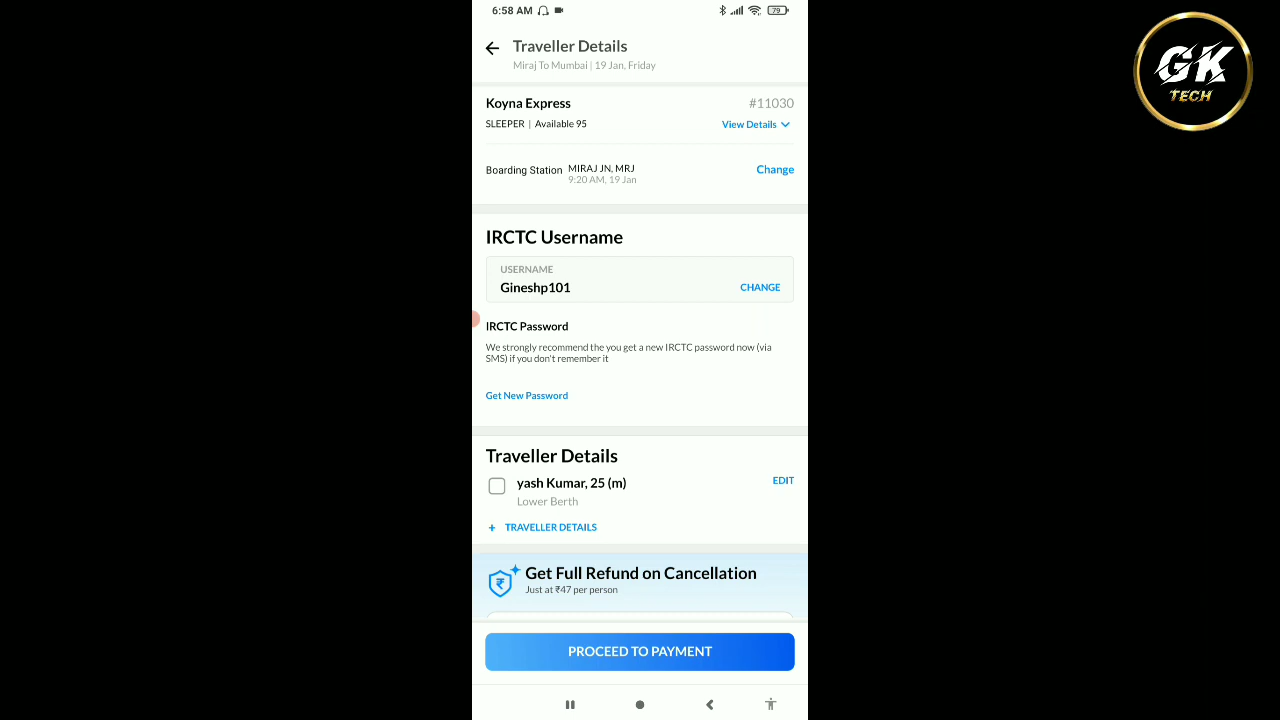 6:58 AM
79
GK
TECH
Traveller Details
Miraj To Mumbai | 19 Jan, Friday
Koyna Express #11030
SLEEPER | Available 95 View Details
Boarding Station MIRAJ JN, MRJ Change
9:20 AM, 19 Jan
IRCTC Username
USERNAME
Gineshp101 CHANGE
IRCTC Password
We strongly recommend the you get a new IRCTC password now (via
SMS) if you don't remember it
Get New Password
Traveller Details
yash Kumar, 25 (m) EDIT
Lower Berth
+ TRAVELLER DETAILS
₹ Get Full Refund on Cancellation
Just at ₹47 per person
PROCEED TO PAYMENT